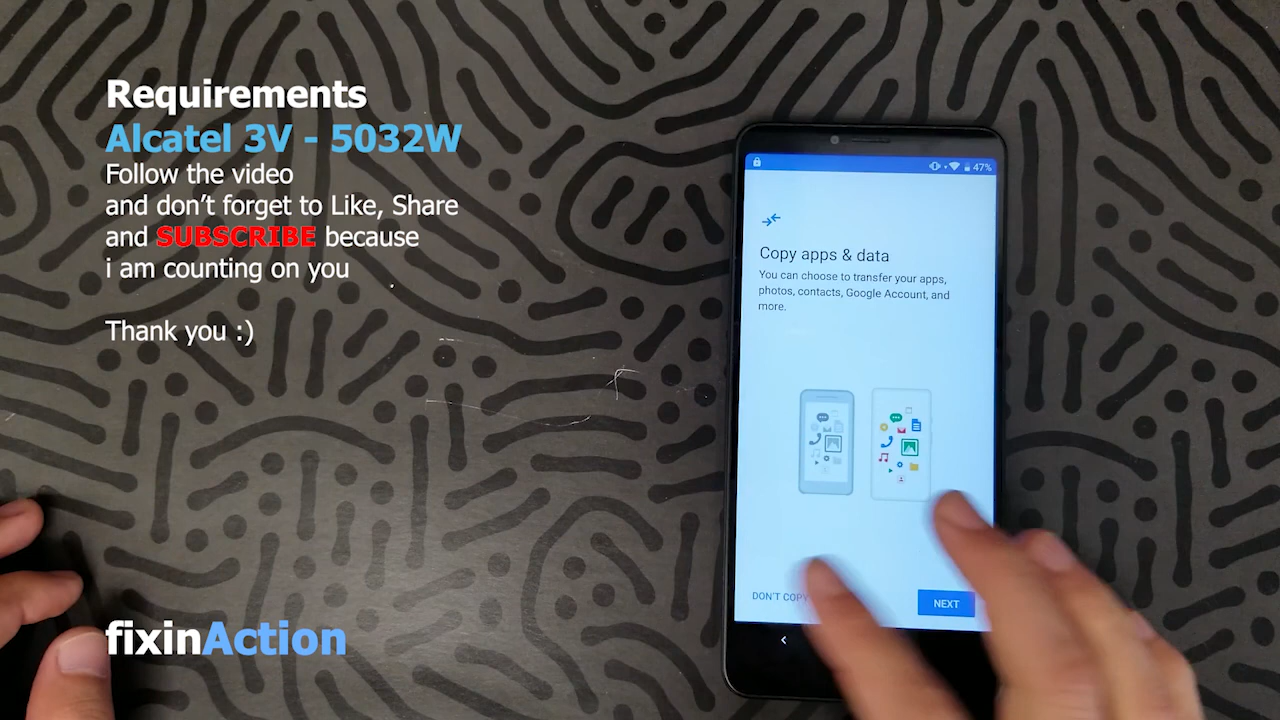 Requirements
Alcatel 3V - 5032W
Follow the video
and don't forget to Like, Share
and SUBSCRIBE because
i am counting on you
Thank you :)
fixinAction
47%
Copy apps & data
You can choose to transfer your apps,
photos, contacts, Google Account, and
more.
DON'T COPY
NEXT